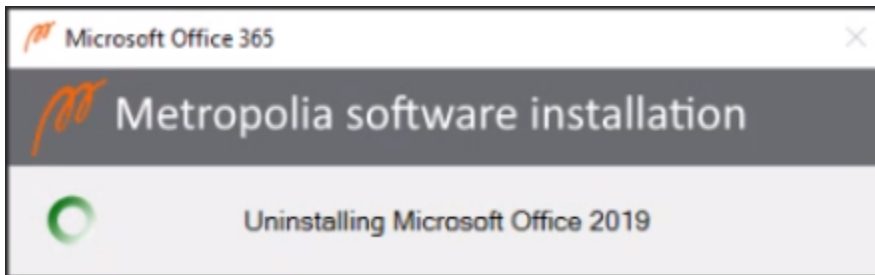 Microsoft Office 365
Metropolia software installation
Uninstalling Microsoft Office 2019